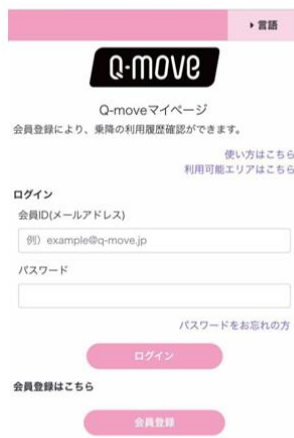 ▸言語
Q-move
Q-moveマイページ
会員登録により、乗降の利用履歴確認ができます。
使い方はこちら
利用可能エリアはこちら
ログイン
会員ID(メールアドレス)
例）example@q-move.jp
パスワード
パスワードをお忘れの方
ログイン
会員登録はこちら
会員登録